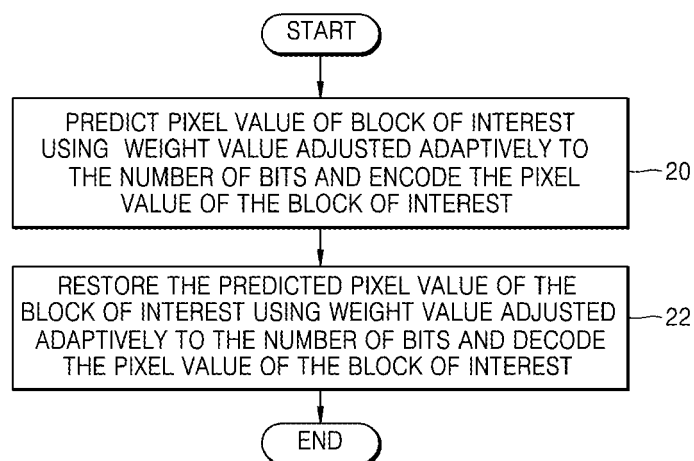 START
PREDICT PIXEL VALUE OF BLOCK OF INTEREST
USING WEIGHT VALUE ADJUSTED ADAPTIVELY TO
THE NUMBER OF BITS AND ENCODE THE PIXEL
VALUE OF THE BLOCK OF INTEREST
20
RESTORE THE PREDICTED PIXEL VALUE OF THE
BLOCK OF INTEREST USING WEIGHT VALUE ADJUSTED
ADAPTIVELY TO THE NUMBER OF BITS AND DECODE
THE PIXEL VALUE OF THE BLOCK OF INTEREST
22
END